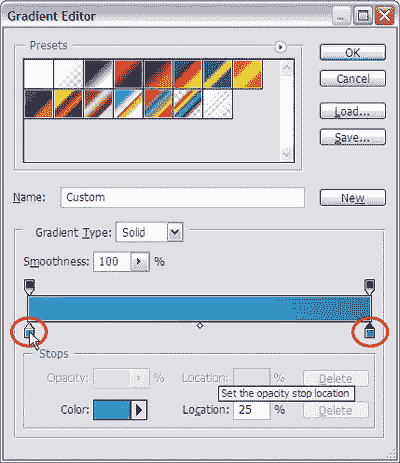 Gradient Editor
Presets
OK
Cancel
Load...
Save...
Name: Custom New
Gradient Type: Solid
Smoothness: 100 %
Stops
Opacity: % Location: % Delete
Set the opacity stop location
Color: Location: 25 % Delete